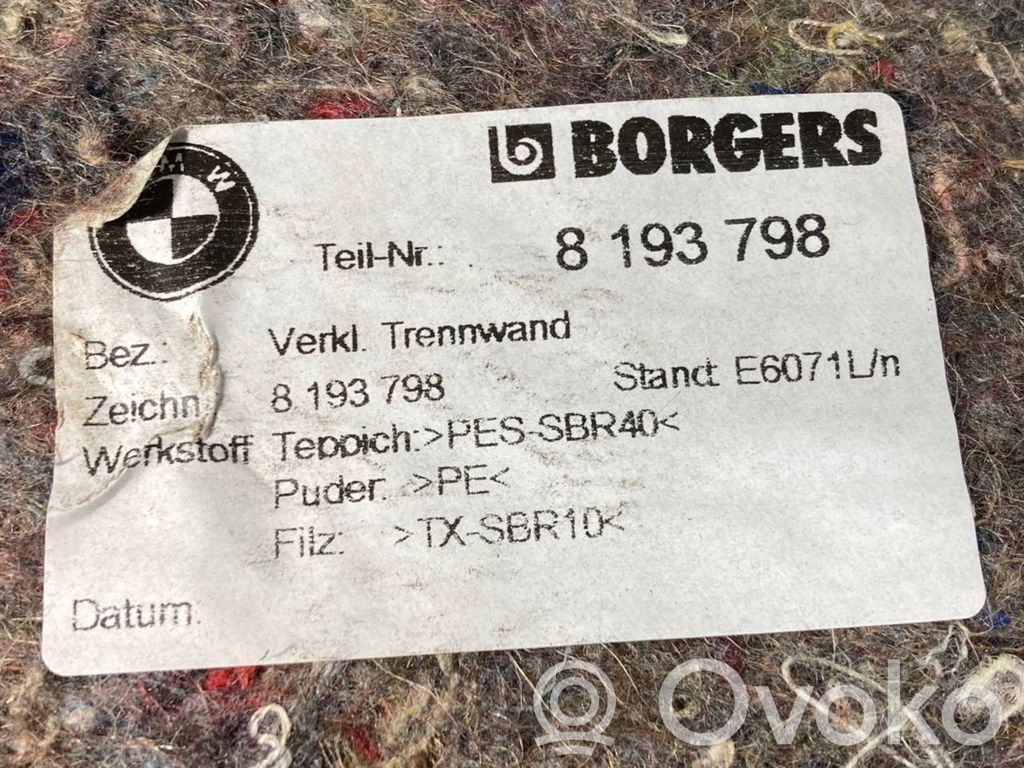 BMW
b BORGERS
Teil-Nr.: 8 193 798
Bez.: Verkl. Trennwand
Zeichn 8 193 798 Stand: E6071L/n
Werkstoff Teppich:>PES-SBR40<
Puder: >PE<
Filz: >TX-SBR10<
Datum:
Ovoko